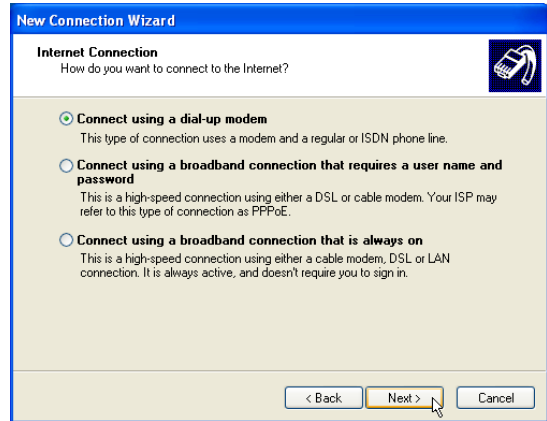 New Connection Wizard
Internet Connection
How do you want to connect to the Internet?
Connect using a dial-up modem
This type of connection uses a modem and a regular or ISDN phone line.
Connect using a broadband connection that requires a user name and
password
This is a high-speed connection using either a DSL or cable modem. Your ISP may
refer to this type of connection as PPPoE.
Connect using a broadband connection that is always on
This is a high-speed connection using either a cable modem, DSL or LAN
connection. It is always active, and doesn't require you to sign in.
< Back Next > Cancel